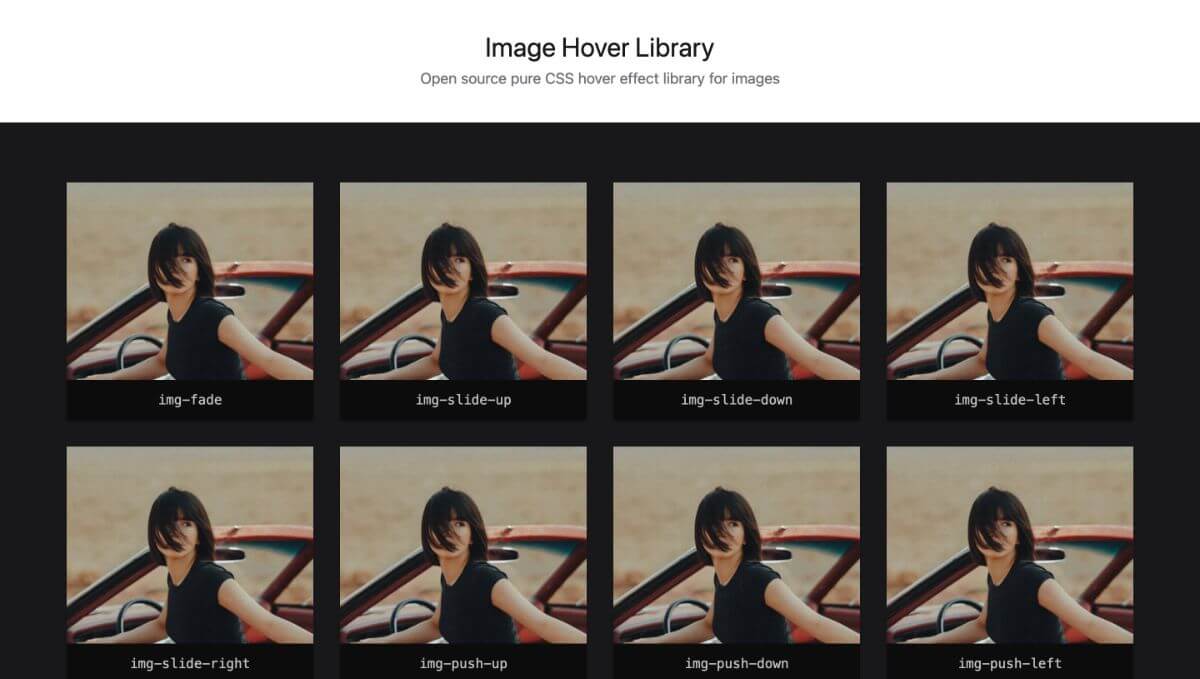 Image Hover Library
Open source pure CSS hover effect library for images
img-fade
img-slide-up
img-slide-down
img-slide-left
img-slide-right
img-push-up
img-push-down
img-push-left